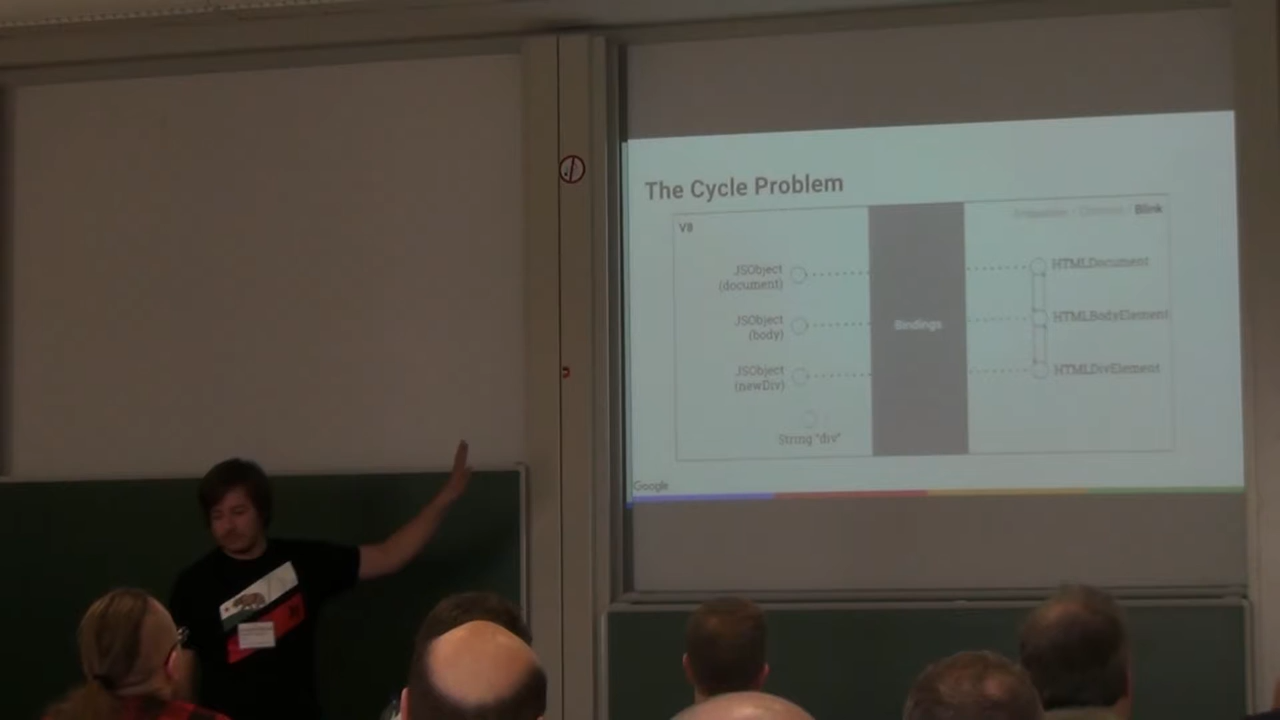 The Cycle Problem
V8
Blink
JSObject
(document)
HTMLDocument
JSObject
(body)
Bindings
HTMLBodyElement
JSObject
(newDiv)
HTMLDivElement
String "div"
Google